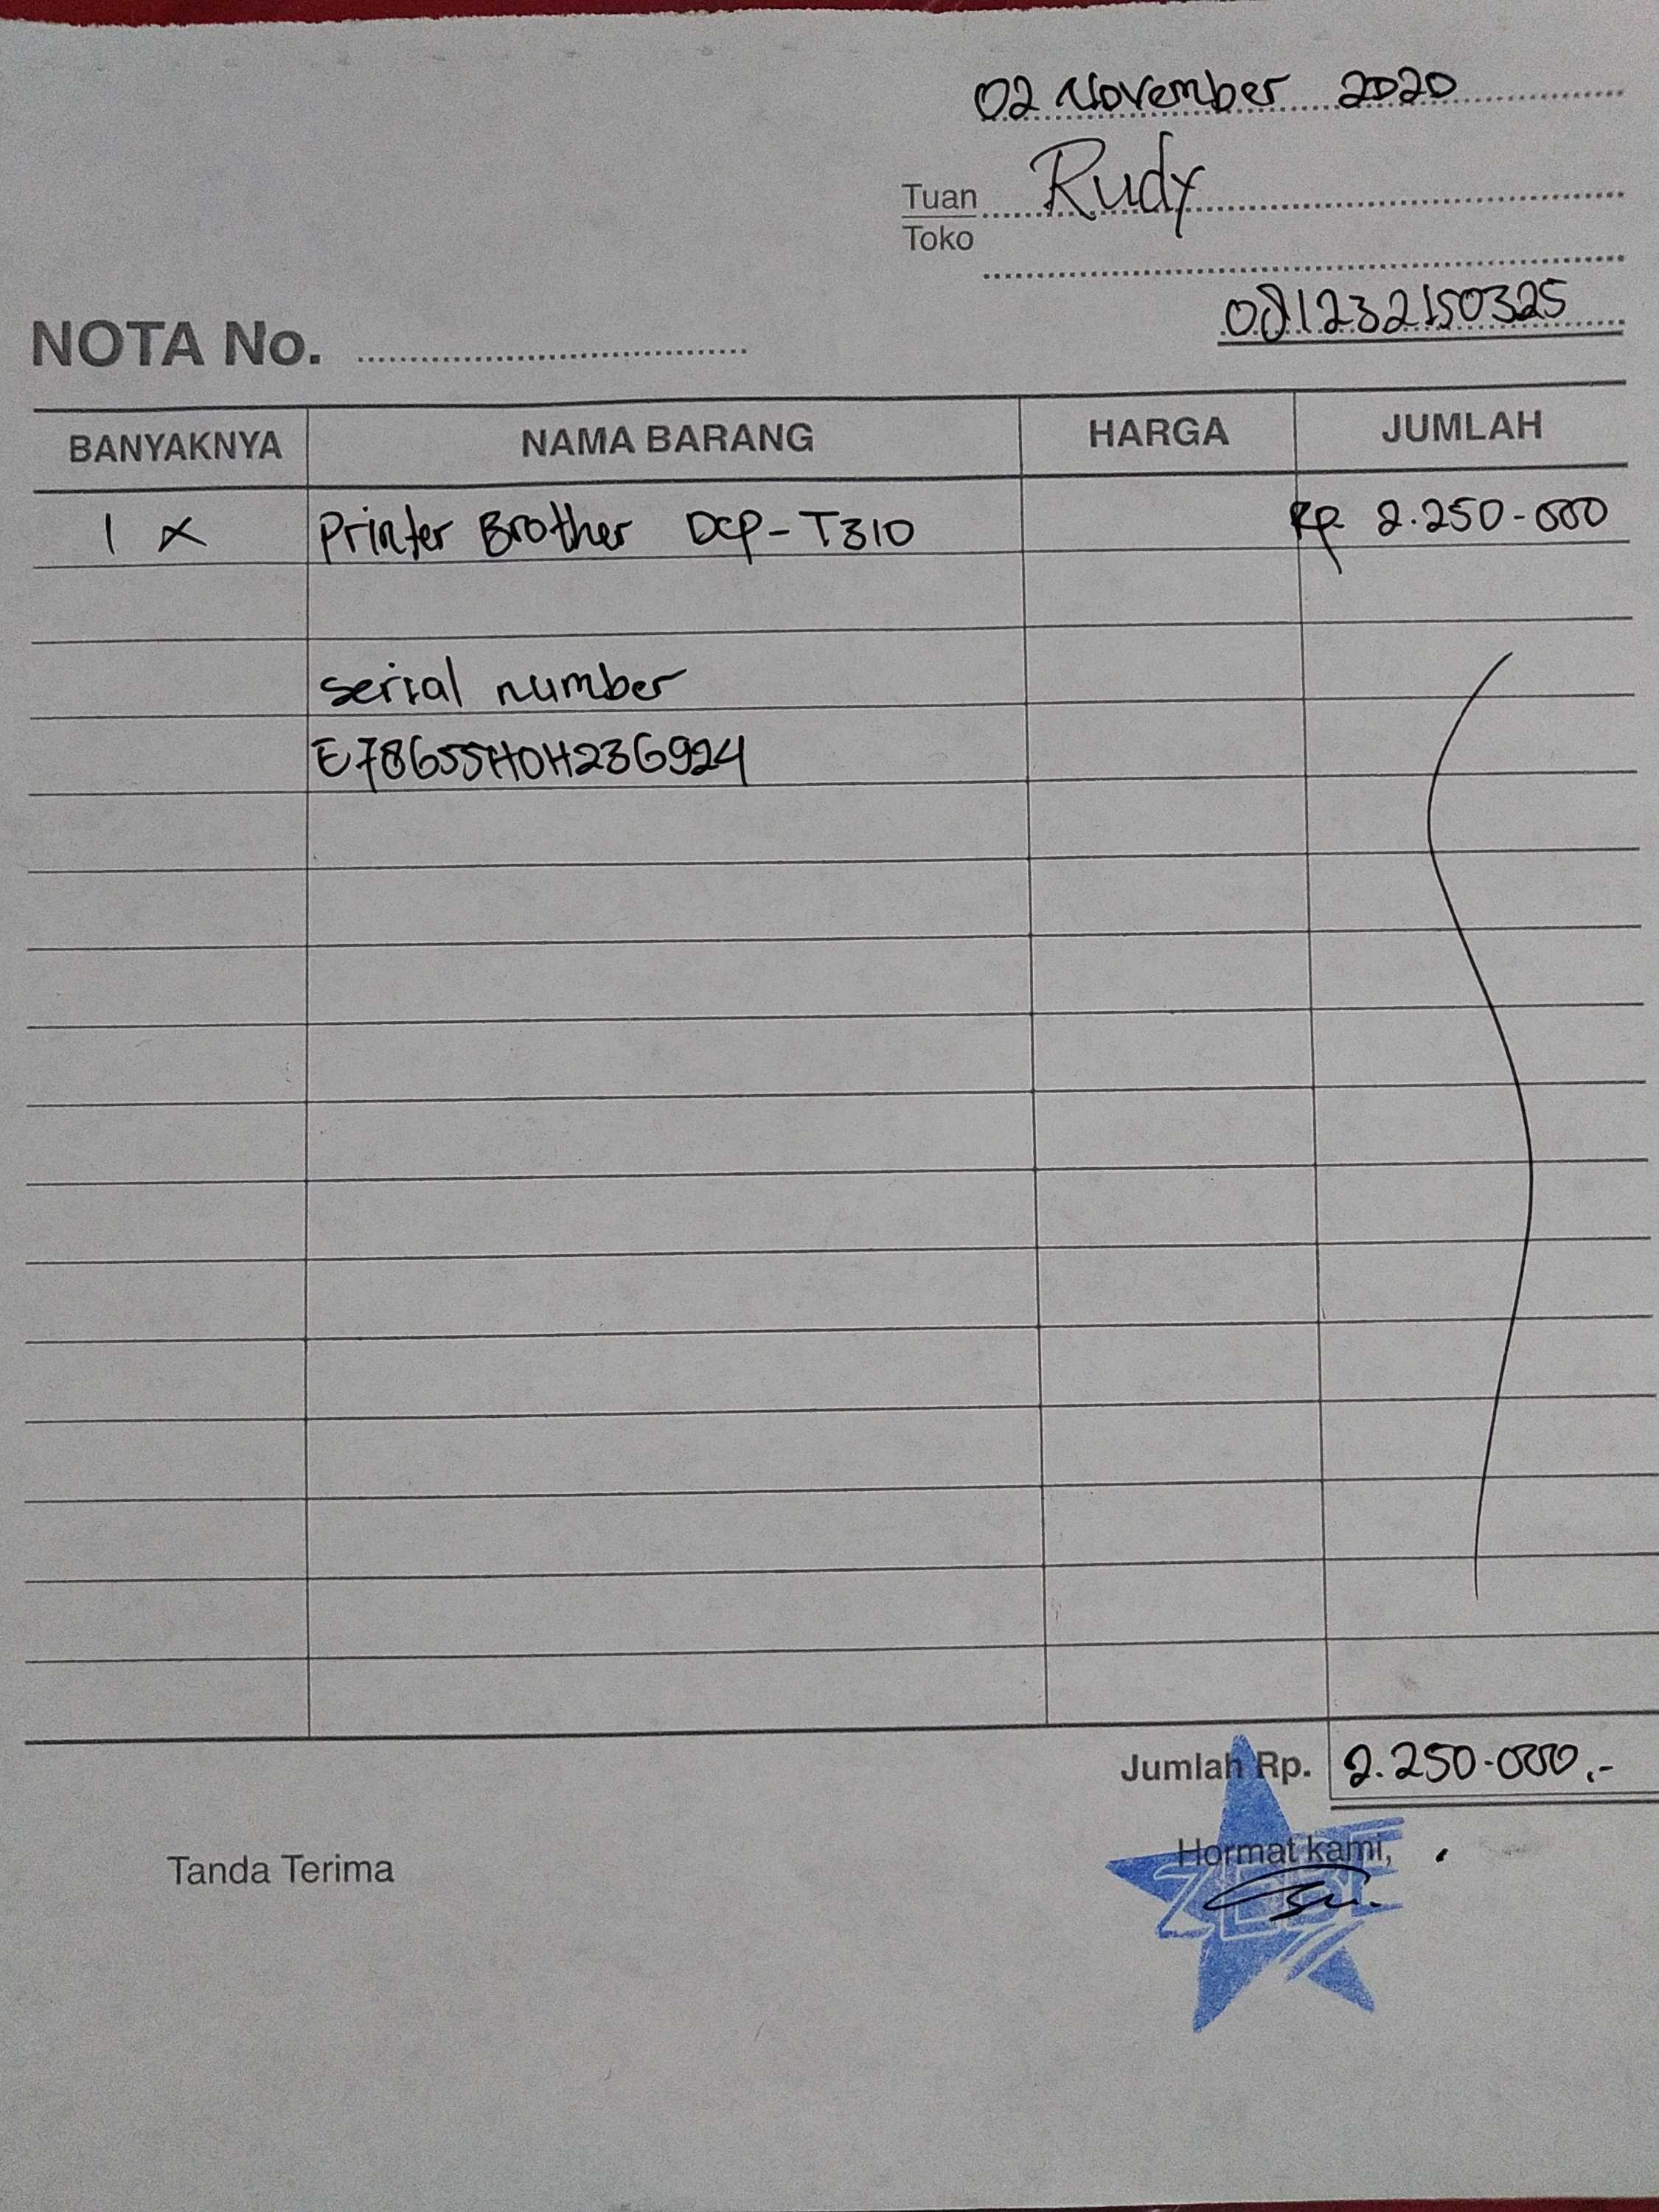 02 November 2020
Tuan Rudy
Toko
081232150325
NOTA No.
BANYAKNYA NAMA BARANG HARGA JUMLAH
1 x Printer Brother DCP-T310 Rp 2.250-000
serial number
E78655H0H236924
Jumlah Rp. 2.250.000,-
Tanda Terima Hormat kami,